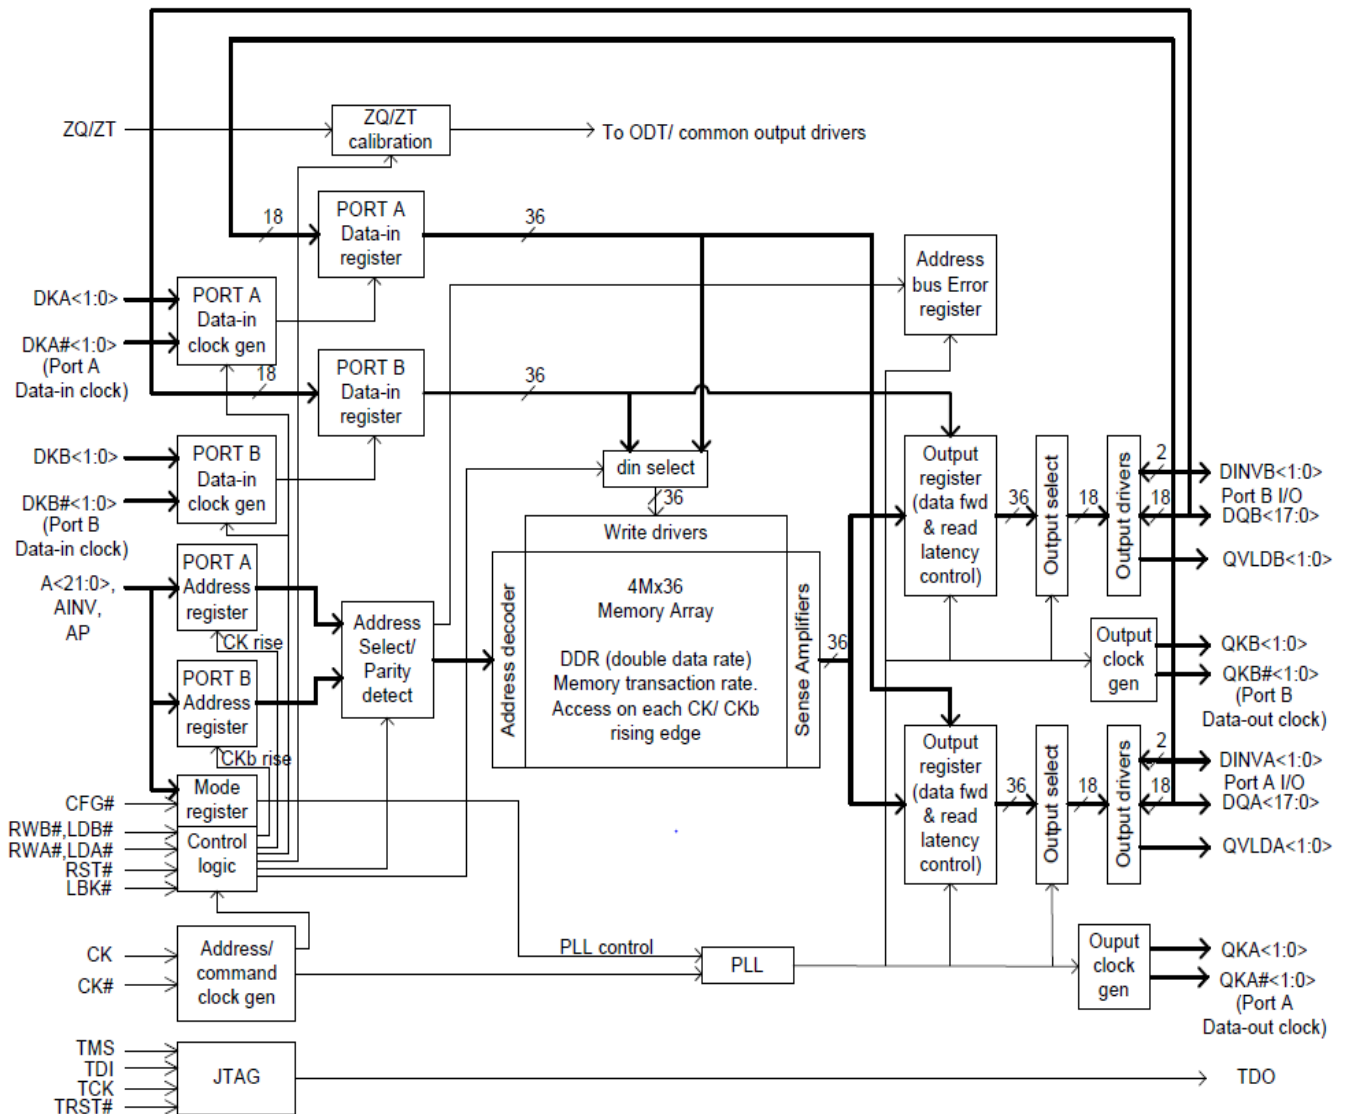 ZQ/ZT
ZQ/ZT
calibration
To ODT/ common output drivers
18
PORT A
Data-in
register
36
Address
bus Error
register
DKA<1:0>
DKA#<1:0>
(Port A
Data-in clock)
PORT A
Data-in
clock gen
18
PORT B
Data-in
register
36
DKB<1:0>
DKB#<1:0>
(Port B
Data-in clock)
PORT B
Data-in
clock gen
din select
36
Write drivers
Output
register
(data fwd
& read
latency
control)
36
Output select
18
Output drivers
2
18
DINVB<1:0>
Port B I/O
DQB<17:0>
QVLDB<1:0>
A<21:0>,
AINV,
AP
PORT A
Address
register
CK rise
PORT B
Address
register
CKb rise
Address
Select/
Parity
detect
Address decoder
4Mx36
Memory Array
DDR (double data rate)
Memory transaction rate.
Access on each CK/ CKb
rising edge
Sense Amplifiers
36
Output
clock
gen
QKB<1:0>
QKB#<1:0>
(Port B
Data-out clock)
Output
register
(data fwd
& read
latency
control)
36
Output select
18
Output drivers
2
18
DINVA<1:0>
Port A I/O
DQA<17:0>
QVLDA<1:0>
Mode
register
Control
logic
CFG#
RWB#,LDB#
RWA#,LDA#
RST#
LBK#
CK
CK#
Address/
command
clock gen
PLL control
PLL
Ouput
clock
gen
QKA<1:0>
QKA#<1:0>
(Port A
Data-out clock)
TMS
TDI
TCK
TRST#
JTAG
TDO